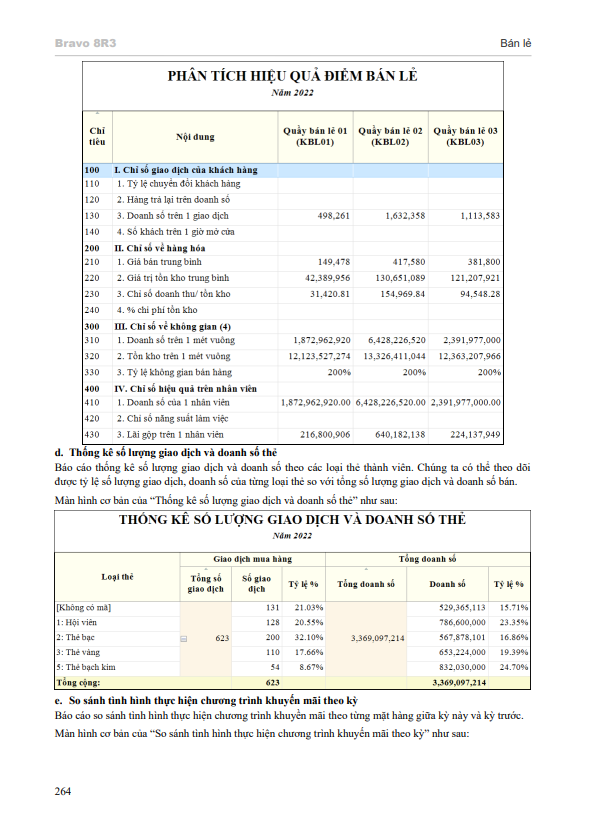 Bravo 8R3 Bán lẻ
PHÂN TÍCH HIỆU QUẢ ĐIỂM BÁN LẺ
Năm 2022
Chỉ tiêu Nội dung Quầy bán lẻ 01 (KBL01) Quầy bán lẻ 02 (KBL02) Quầy bán lẻ 03 (KBL03)
100 I. Chỉ số giao dịch của khách hàng
110 1. Tỷ lệ chuyển đổi khách hàng
120 2. Hàng trả lại trên doanh số
130 3. Doanh số trên 1 giao dịch 498,261 1,632,358 1,113,583
140 4. Số khách trên 1 giờ mở cửa
200 II. Chỉ số về hàng hóa
210 1. Giá bán trung bình 149,478 417,580 381,800
220 2. Giá trị tồn kho trung bình 42,389,956 130,651,089 121,207,921
230 3. Chỉ số doanh thu/ tồn kho 31,420.81 154,969.84 94,548.28
240 4. % chi phí tồn kho
300 III. Chỉ số về không gian (4)
310 1. Doanh số trên 1 mét vuông 1,872,962,920 6,428,226,520 2,391,977,000
320 2. Tồn kho trên 1 mét vuông 12,123,527,274 13,326,411,044 12,363,207,966
330 3. Tỷ lệ không gian bán hàng 200% 200% 200%
400 IV. Chỉ số hiệu quả trên nhân viên
410 1. Doanh số của 1 nhân viên 1,872,962,920.00 6,428,226,520.00 2,391,977,000.00
420 2. Chỉ số năng suất làm việc
430 3. Lãi gộp trên 1 nhân viên 216,800,906 640,182,138 224,137,949
d. Thống kê số lượng giao dịch và doanh số thẻ
Báo cáo thống kê số lượng giao dịch và doanh số theo các loại thẻ thành viên. Chúng ta có thể theo dõi
được tỷ lệ số lượng giao dịch, doanh số của từng loại thẻ so với tổng số lượng giao dịch và doanh số bán.
Màn hình cơ bản của “Thống kê số lượng giao dịch và doanh số thẻ” như sau:
THỐNG KÊ SỐ LƯỢNG GIAO DỊCH VÀ DOANH SỐ THẺ
Năm 2022
Loại thẻ Giao dịch mua hàng Tổng doanh số
Tổng số giao dịch Số giao dịch Tỷ lệ % Tổng doanh số Doanh số Tỷ lệ %
[Không có mã] 131 21.03% 529,365,113 15.71%
1: Hội viên 128 20.55% 786,600,000 23.35%
2: Thẻ bạc 623 200 32.10% 3,369,097,214 567,878,101 16.86%
3: Thẻ vàng 110 17.66% 653,224,000 19.39%
5: Thẻ bạch kim 54 8.67% 832,030,000 24.70%
Tổng cộng: 623 3,369,097,214
e. So sánh tình hình thực hiện chương trình khuyến mãi theo kỳ
Báo cáo so sánh tình hình thực hiện chương trình khuyến mãi theo từng mặt hàng giữa kỳ này và kỳ trước.
Màn hình cơ bản của “So sánh tình hình thực hiện chương trình khuyến mãi theo kỳ” như sau:
264